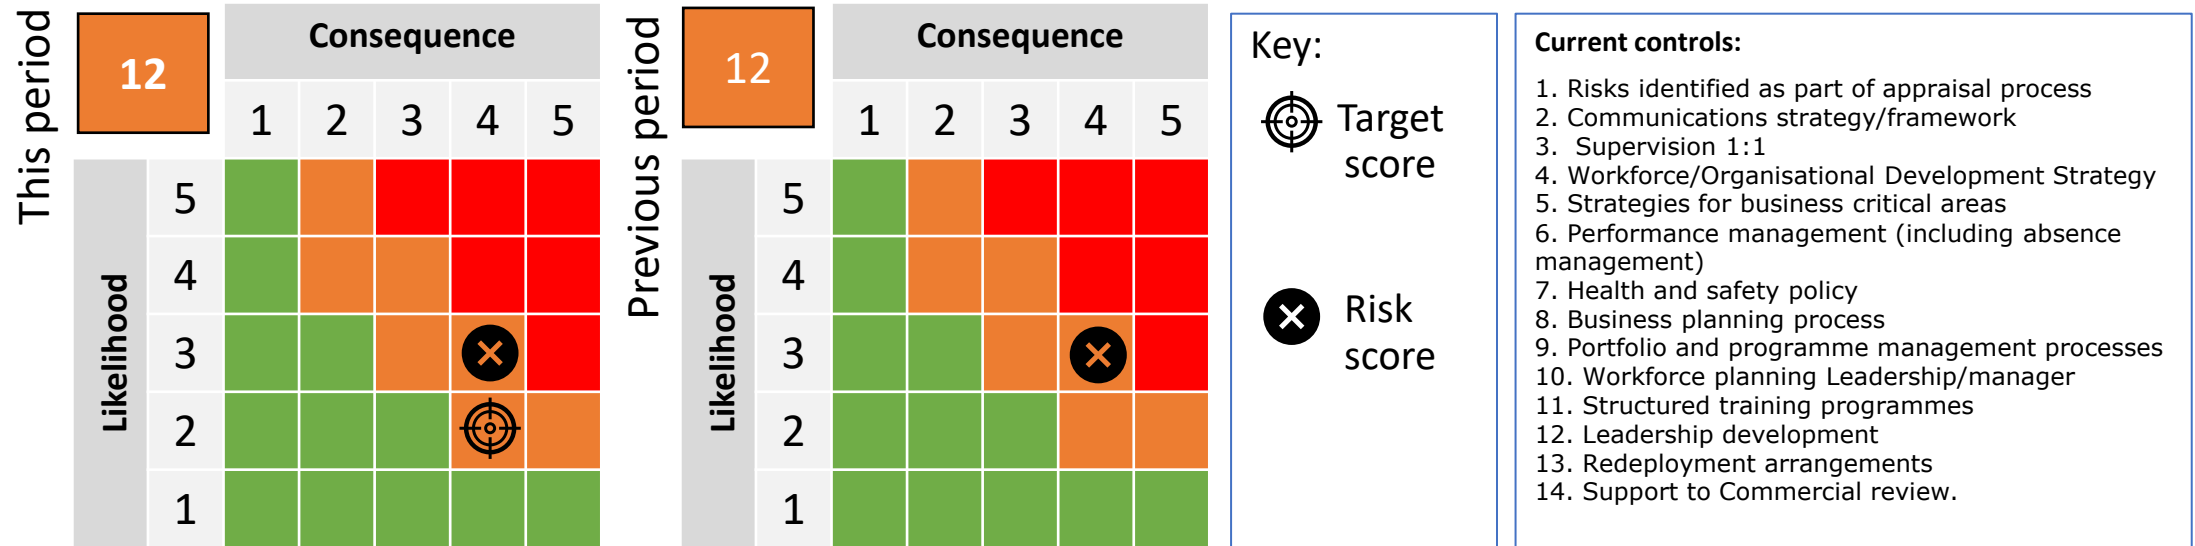 This period
12
Consequence
1 2 3 4 5
Likelihood
5
4
3
2
1
Previous period
12
Consequence
1 2 3 4 5
Likelihood
5
4
3
2
1
Key:
Target
score
Risk
score
Current controls:
1. Risks identified as part of appraisal process
2. Communications strategy/framework
3.  Supervision 1:1
4. Workforce/Organisational Development Strategy
5. Strategies for business critical areas
6. Performance management (including absence
management)
7. Health and safety policy
8. Business planning process
9. Portfolio and programme management processes
10. Workforce planning Leadership/manager
11. Structured training programmes
12. Leadership development
13. Redeployment arrangements
14. Support to Commercial review.